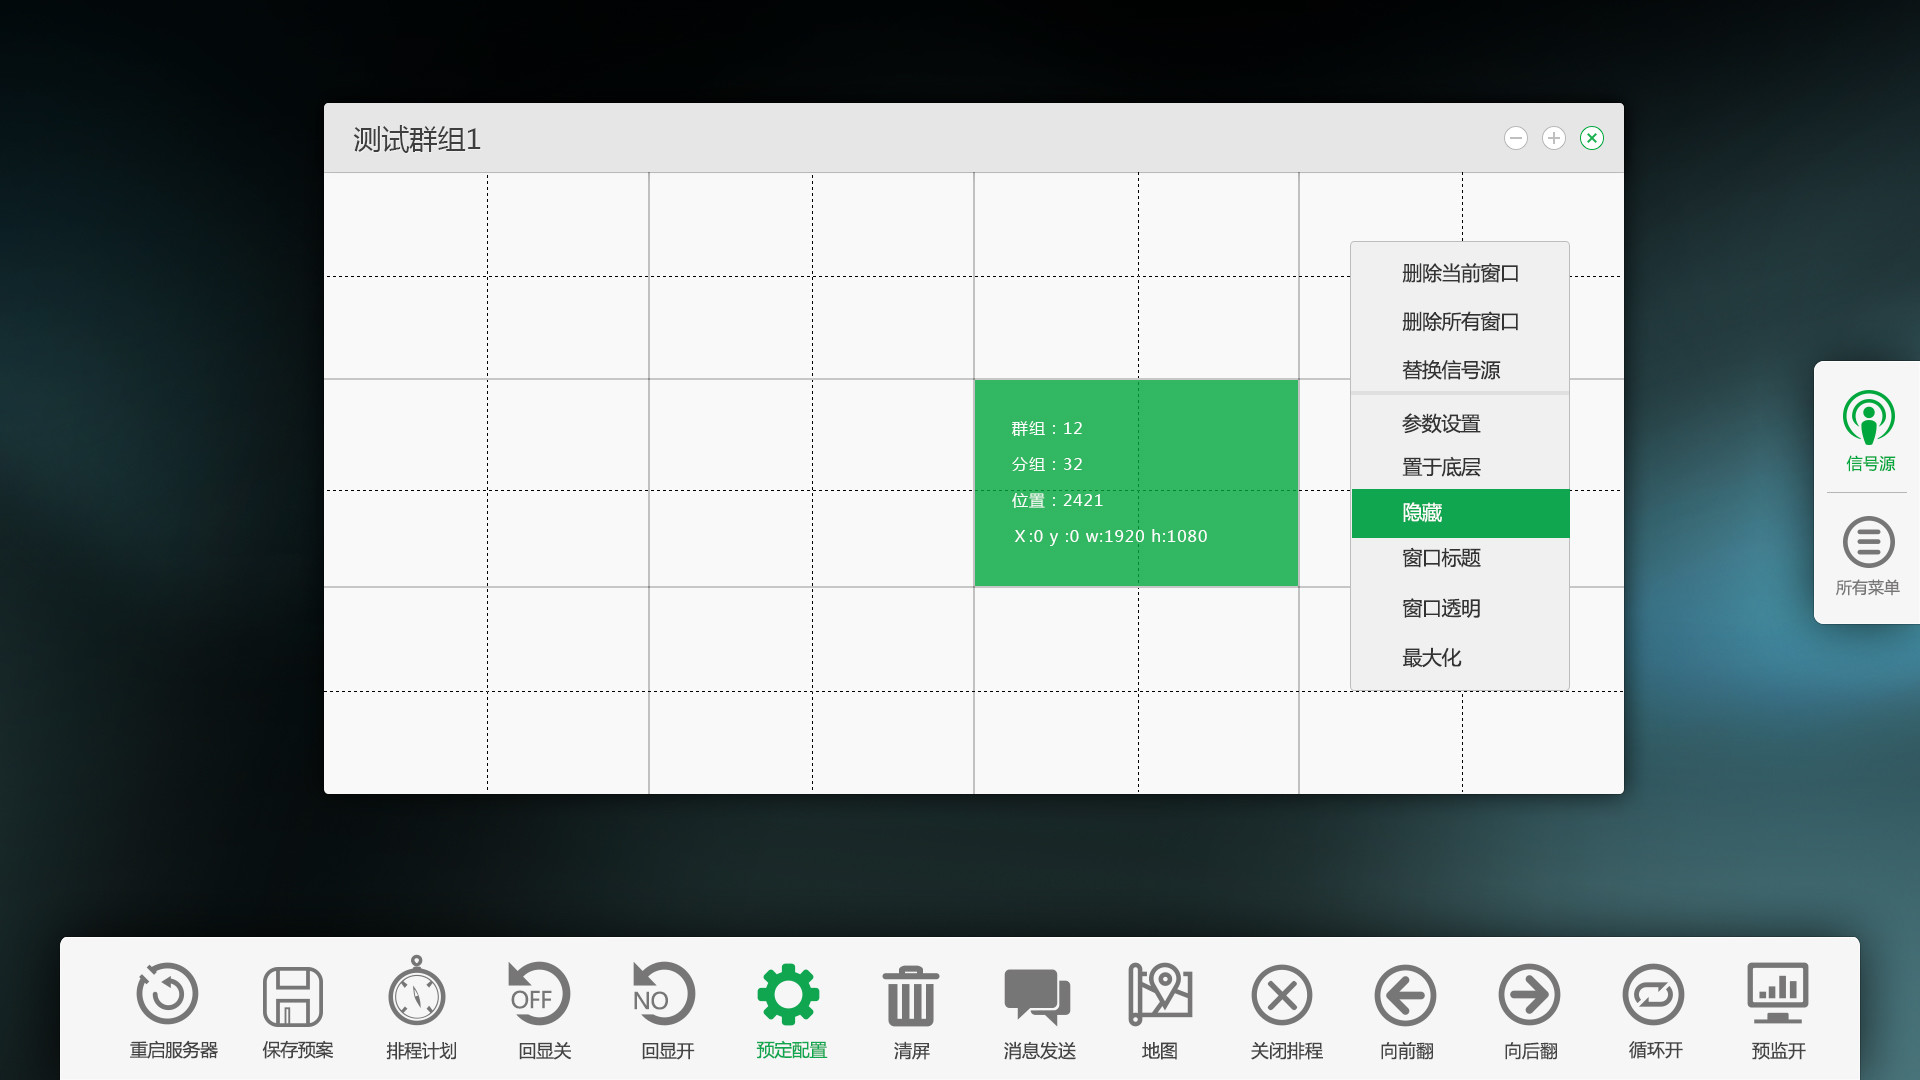 测试群组1
删除当前窗口
删除所有窗口
替换信号源
参数设置
置于底层
隐藏
窗口标题
窗口透明
最大化
群组：12
分组：32
位置：2421
X:0 y :0 w:1920 h:1080
信号源
所有菜单
OFF
NO
重启服务器
保存预案
排程计划
回显关
回显开
预定配置
清屏
消息发送
地图
关闭排程
向前翻
向后翻
循环开
预监开